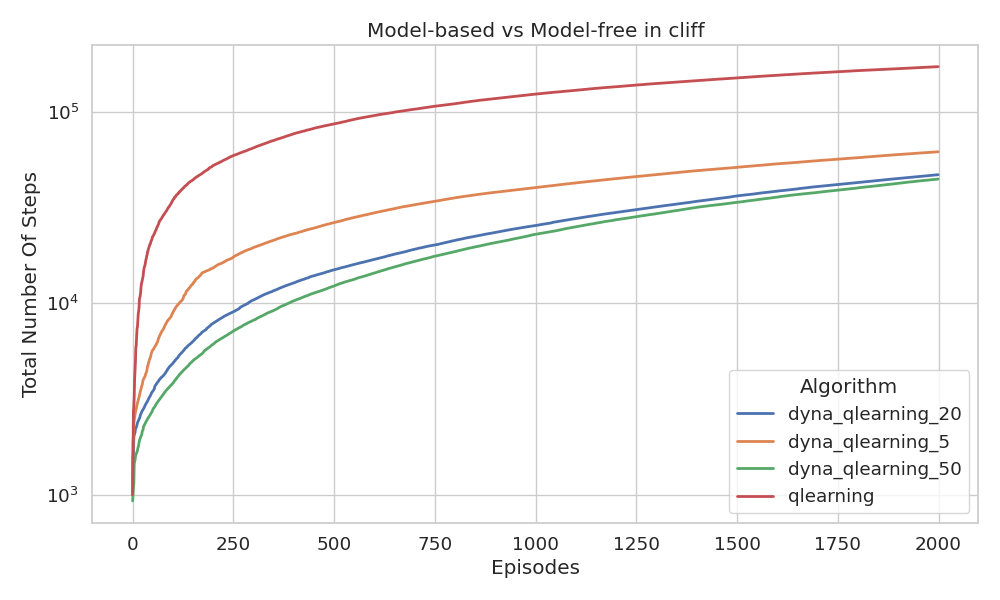 Model-based vs Model-free in cliff
Total Number Of Steps
10^5
10^4
10^3
Algorithm
dyna_qlearning_20
dyna_qlearning_5
dyna_qlearning_50
qlearning
0 250 500 750 1000 1250 1500 1750 2000
Episodes